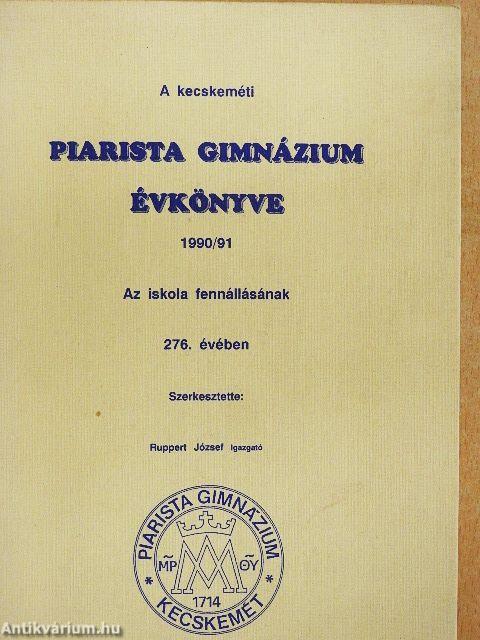 A kecskeméti
PIARISTA GIMNÁZIUM
ÉVKÖNYVE
1990/91
Az iskola fennállásának
276. évében
Szerkesztette:
Ruppert József Igazgató
PIARISTA GIMNÁZIUM
MP ΘY
1714
* KECSKEMÉT *
Antikvárium.hu